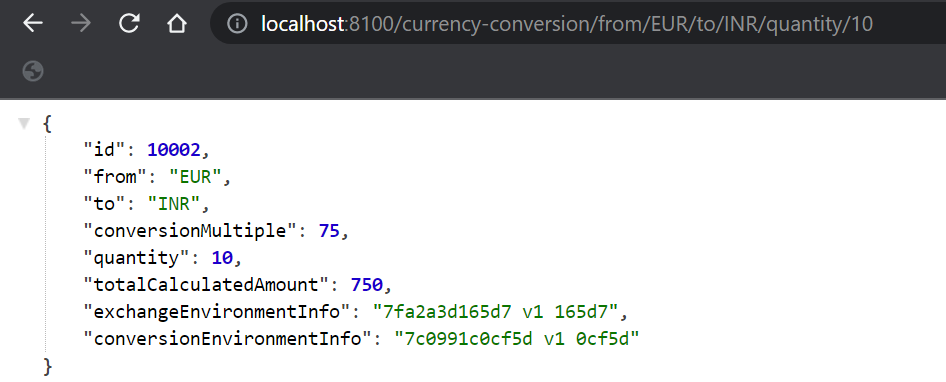 localhost:8100/currency-conversion/from/EUR/to/INR/quantity/10
{
"id": 10002,
"from": "EUR",
"to": "INR",
"conversionMultiple": 75,
"quantity": 10,
"totalCalculatedAmount": 750,
"exchangeEnvironmentInfo": "7fa2a3d165d7 v1 165d7",
"conversionEnvironmentInfo": "7c0991c0cf5d v1 0cf5d"
}